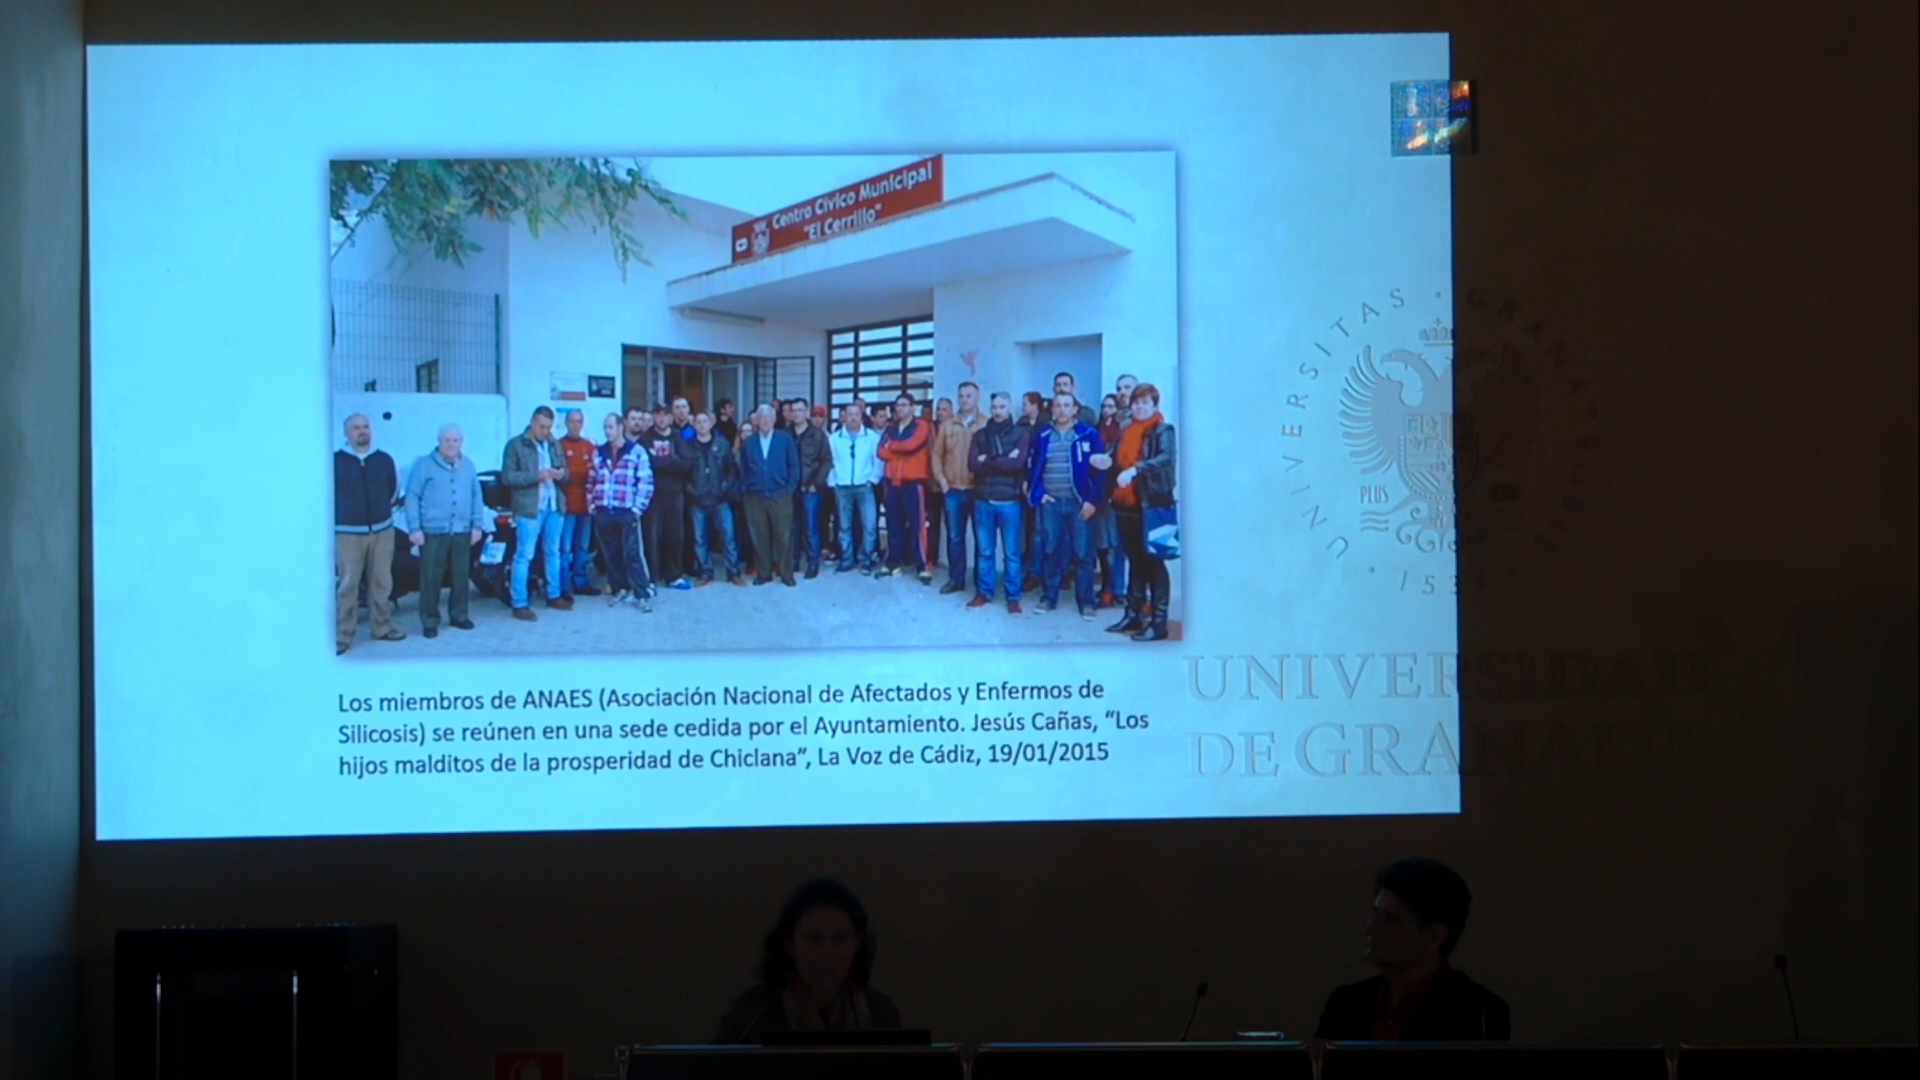 Centro Cívico Municipal
"El Cerrillo"
Los miembros de ANAES (Asociación Nacional de Afectados y Enfermos de
Silicosis) se reúnen en una sede cedida por el Ayuntamiento. Jesús Cañas, “Los
hijos malditos de la prosperidad de Chiclana”, La Voz de Cádiz, 19/01/2015
UNIVERSITAS · GRANATENSIS · 1531 ·
PLUS
UNIVERSIDAD
DE GRANADA